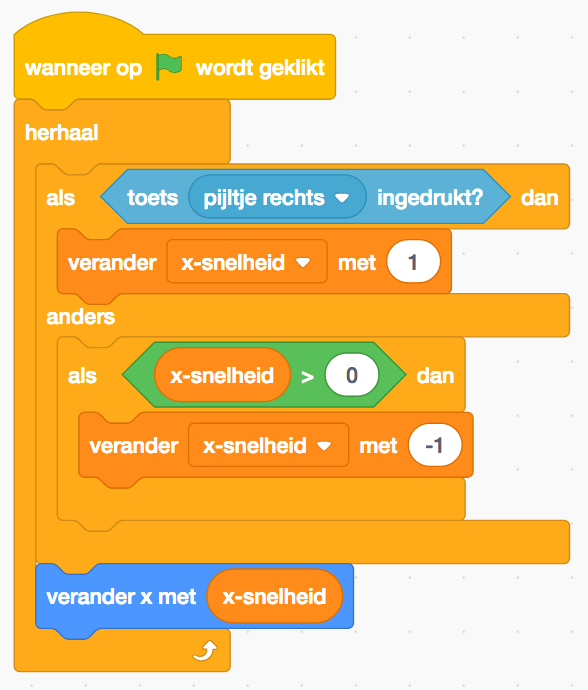 wanneer op wordt geklikt
herhaal
als toets pijltje rechts ingedrukt? dan
verander x-snelheid met 1
anders
als x-snelheid > 0 dan
verander x-snelheid met -1
verander x met x-snelheid